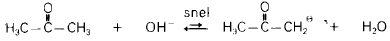 O O
snel
H₃C–C–CH₃ + OH⁻ ⇌ H₃C–C–CH₂⊖ + H₂O